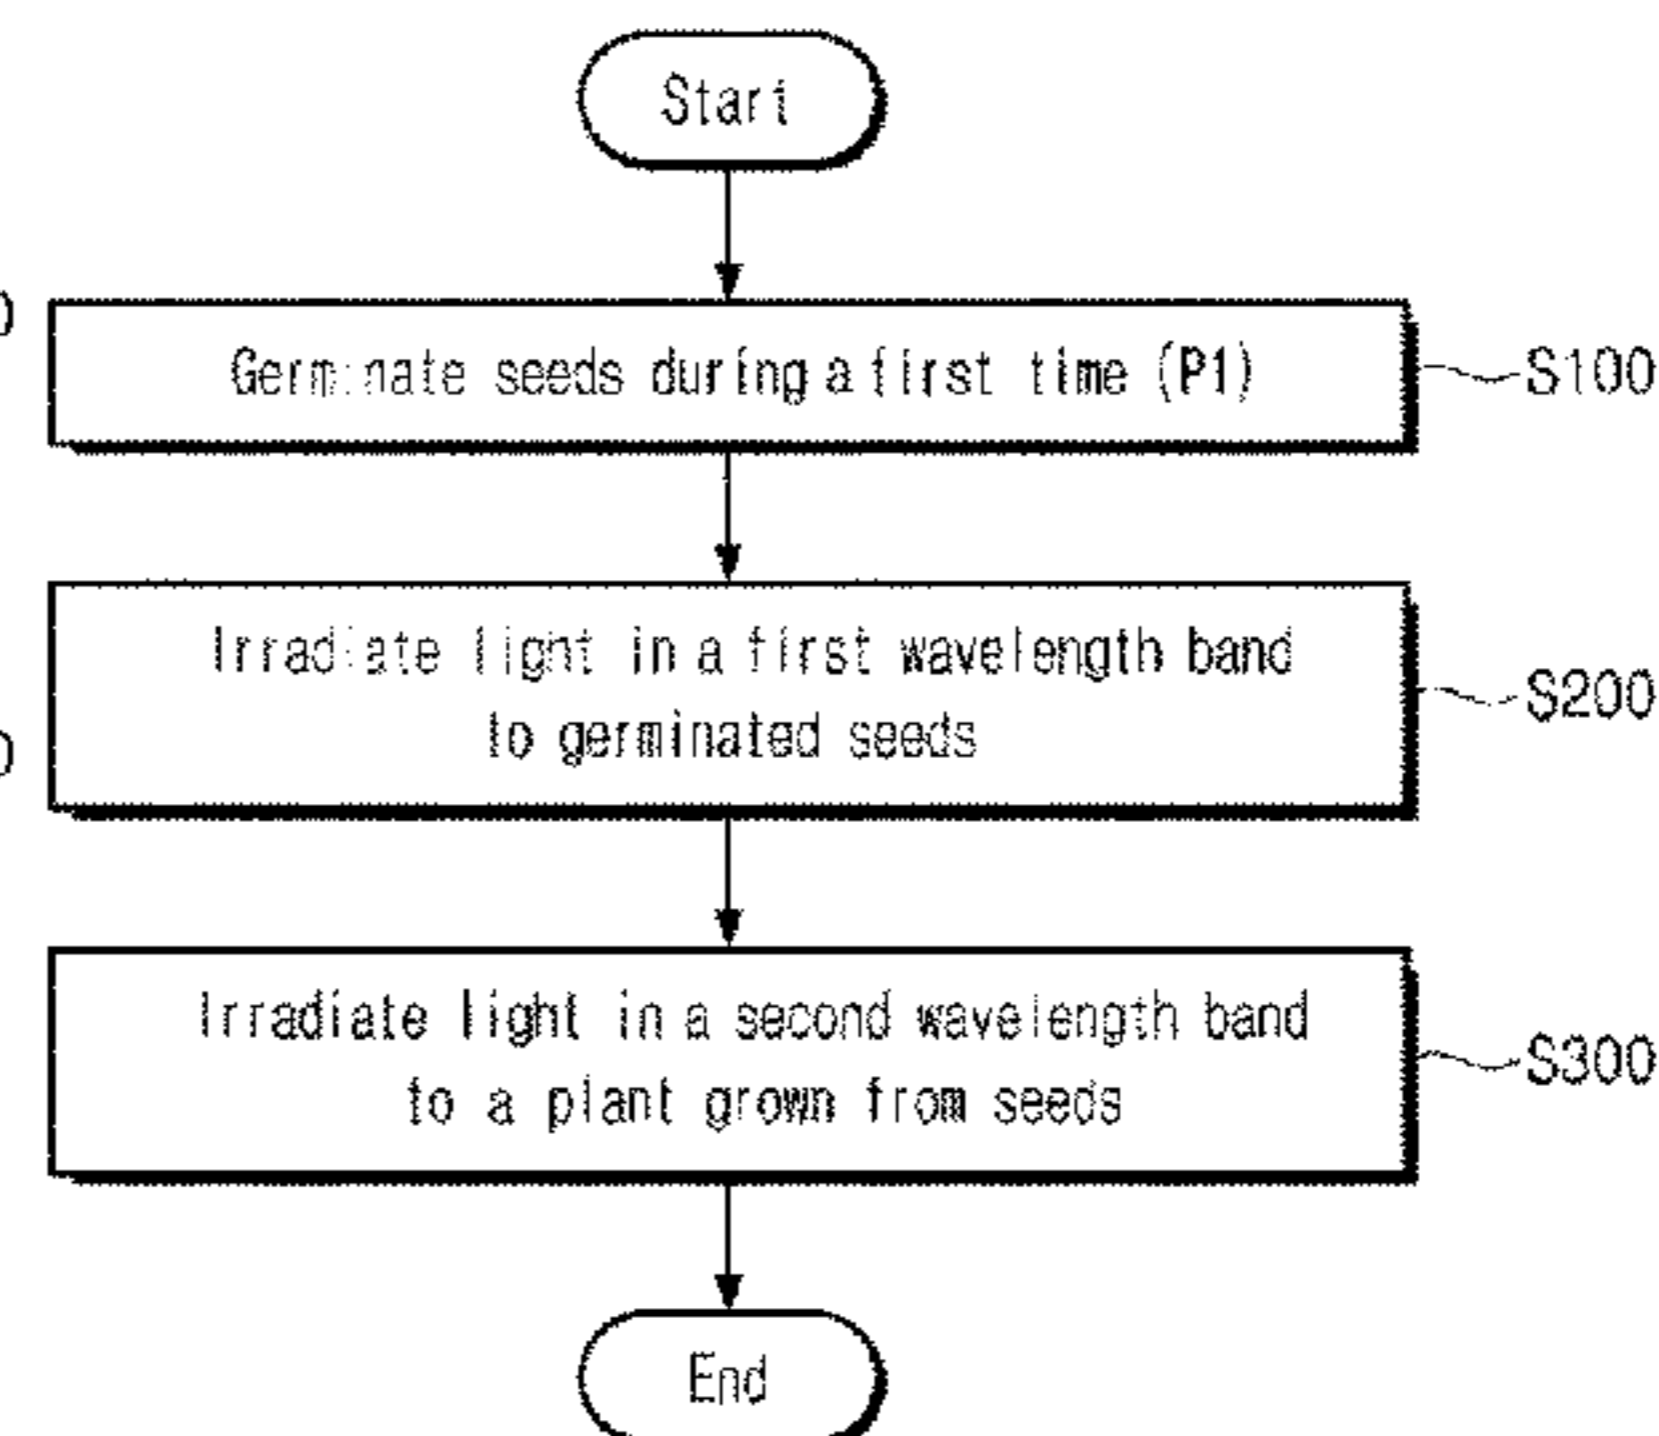 Start
Germinate seeds during a first time (P1)
S100
Irradiate light in a first wavelength band
to germinated seeds
S200
Irradiate light in a second wavelength band
to a plant grown from seeds
S300
End